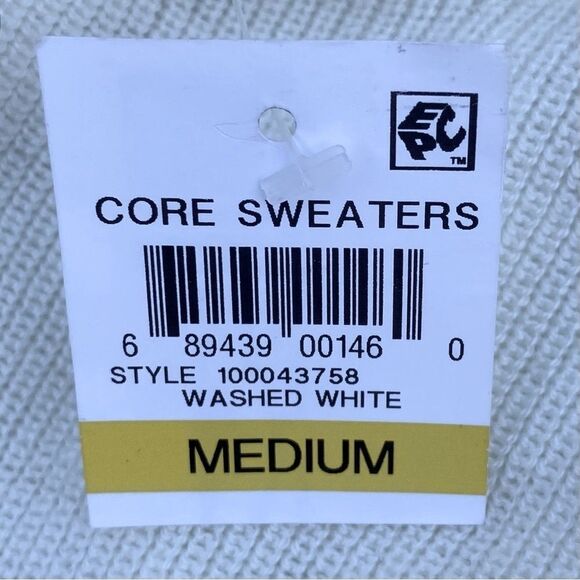 EPC
TM
CORE SWEATERS
6 89439 00146 0
STYLE 100043758
WASHED WHITE
MEDIUM